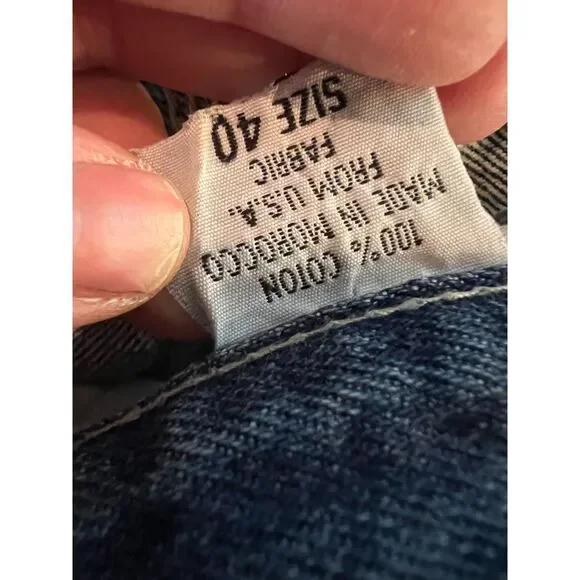 SIZE 40
FABRIC
FROM U.S.A.
MADE IN MOROCCO
100% COTON